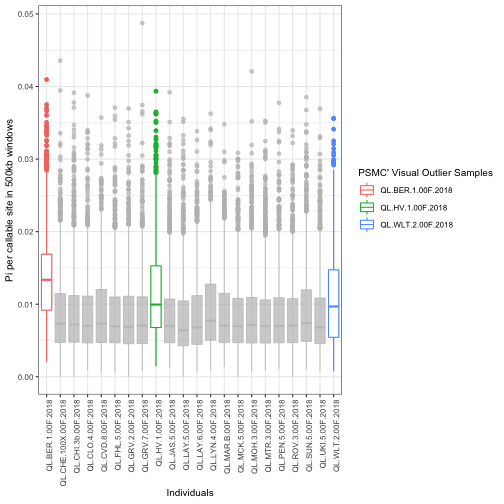 Pi per callable site in 500kb windows
0.05
0.04
0.03
0.02
0.01
0.00
QL.BER.1.00F.2018
QL.CHE.100X.00F.2018
QL.CHI.3b.00F.2018
QL.CLO.4.00F.2018
QL.CVD.8.00F.2018
QL.FHL.5.00F.2018
QL.GRV.2.00F.2018
QL.GRV.7.00F.2018
QL.HV.1.00F.2018
QL.JAS.5.00F.2018
QL.LAY.5.00F.2018
QL.LAY.6.00F.2018
QL.LYN.4.00F.2018
QL.MAR.B.00F.2018
QL.MCK.5.00F.2018
QL.MOH.3.00F.2018
QL.MTR.3.00F.2018
QL.PEN.5.00F.2018
QL.ROV.3.00F.2018
QL.SUN.5.00F.2018
QL.UKI.5.00F.2018
QL.WLT.2.00F.2018
Individuals
PSMC' Visual Outlier Samples
QL.BER.1.00F.2018
QL.HV.1.00F.2018
QL.WLT.2.00F.2018